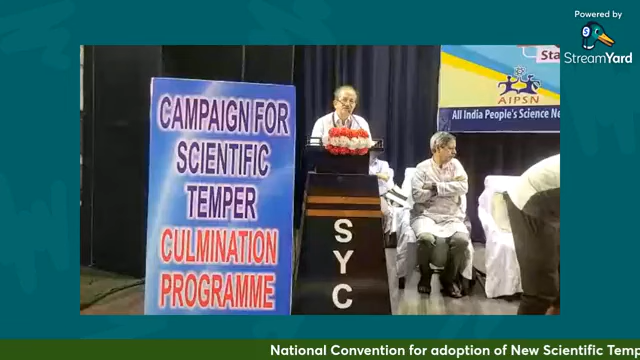 Powered by
StreamYard
Sta
AIPSN
All India People's Science Ne
CAMPAIGN FOR
SCIENTIFIC
TEMPER
CULMINATION
PROGRAMME
S
Y
C
National Convention for adoption of New Scientific Temp